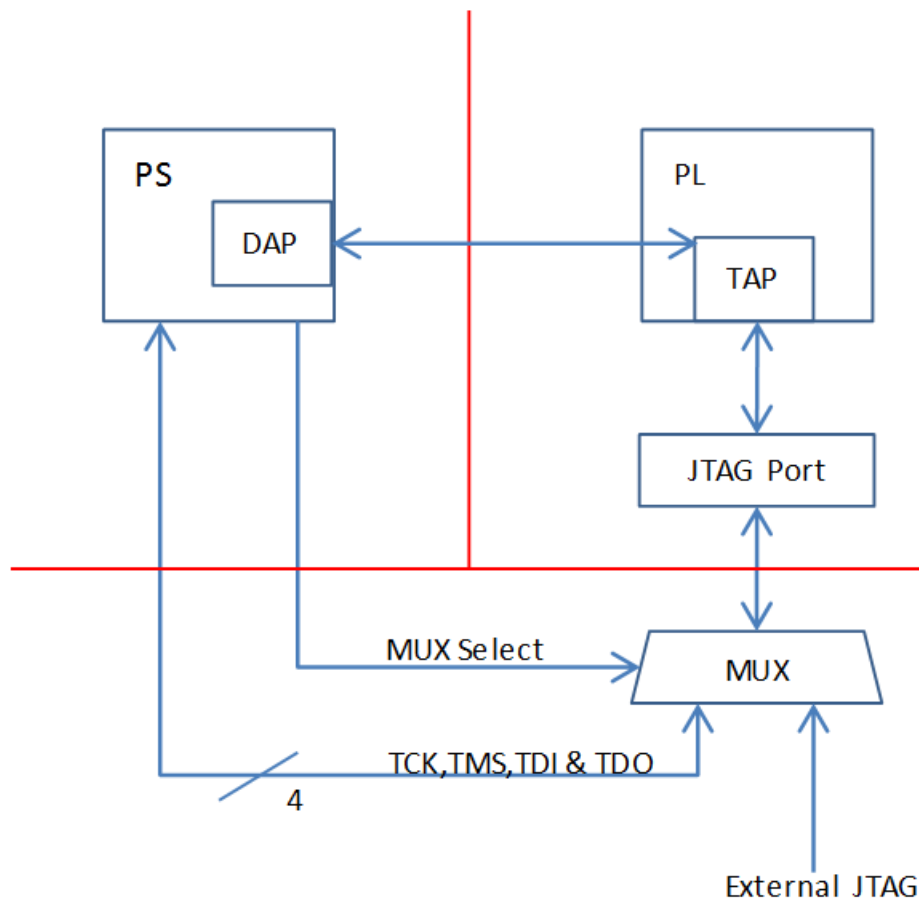 PS
PL
DAP
TAP
JTAG Port
MUX Select
MUX
TCK,TMS,TDI & TDO
4
External JTAG